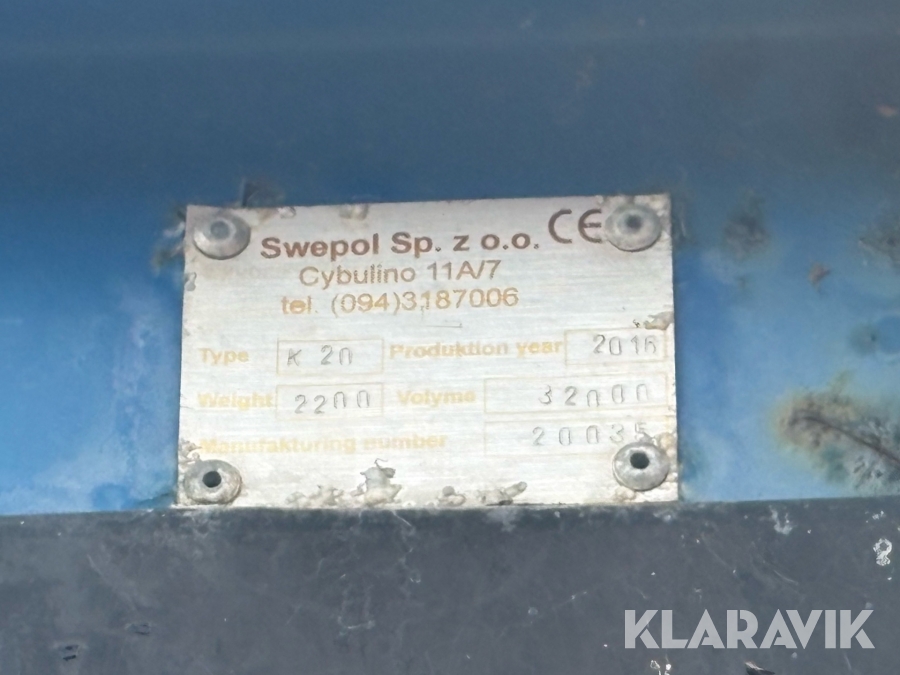 Swepol Sp. z o.o. CE
Cybulino 11A/7
tel. (094)3187006
Type K 20 Produktion year 2016
Weight 2200 Volyme 32000
Manufakturing number 20035
KLARAVIK